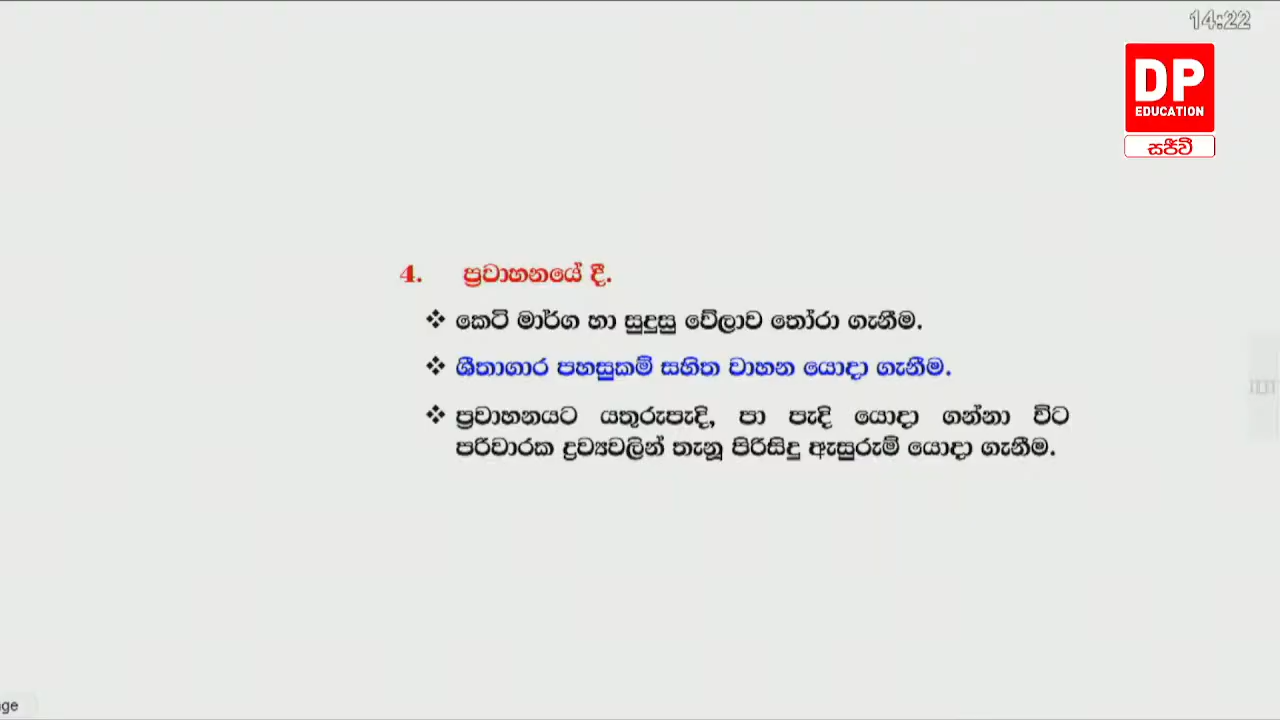 14:22
DP
EDUCATION
සජීවී
4. ප්‍රවාහනයේ දී.
❖ කෙටි මාර්ග හා සුදුසු වේලාව තෝරා ගැනීම.
❖ ශීතාගාර පහසුකම් සහිත වාහන යොදා ගැනීම.
❖ ප්‍රවාහනයට යතුරුපැදි, පා පැදි යොදා ගන්නා විට
පරිවාරක ද්‍රව්‍යවලින් තැනූ පිරිසිදු ඇසුරුම් යොදා ගැනීම.